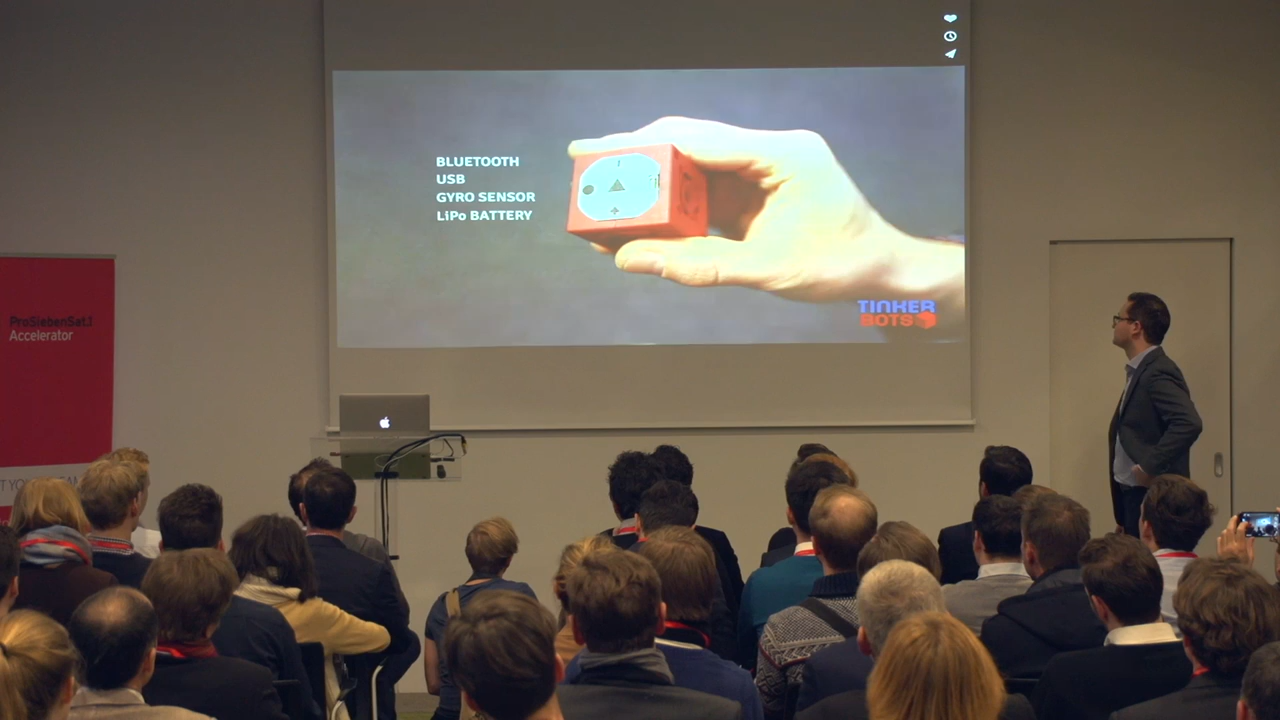 BLUETOOTH
USB
GYRO SENSOR
LiPo BATTERY
TINKER
BOTS
ProSiebenSat.1
Accelerator